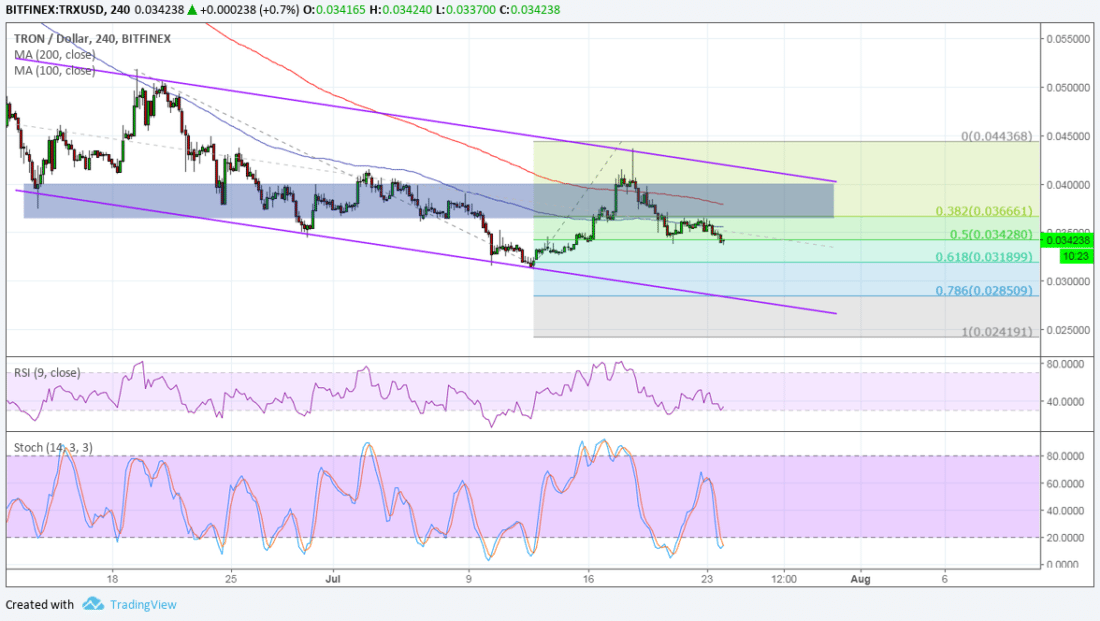 BITFINEX:TRXUSD, 240 0.034238 ▲ +0.000238 (+0.7%) O:0.034165 H:0.034240 L:0.033700 C:0.034238
TRON / Dollar, 240, BITFINEX
MA (200, close)
MA (100, close)
0.055000
0.050000
0.045000
0(0.044368)
0.040000
0.382(0.036661)
0.035000
0.5(0.034280)
0.034238
10:23
0.618(0.031899)
0.030000
0.786(0.028509)
0.025000
1(0.024191)
RSI (9, close)
80.0000
40.0000
Stoch (14, 3, 3)
80.0000
60.0000
40.0000
20.0000
0.0000
18 25 Jul 9 16 23 12:00 Aug 6
Created with TradingView